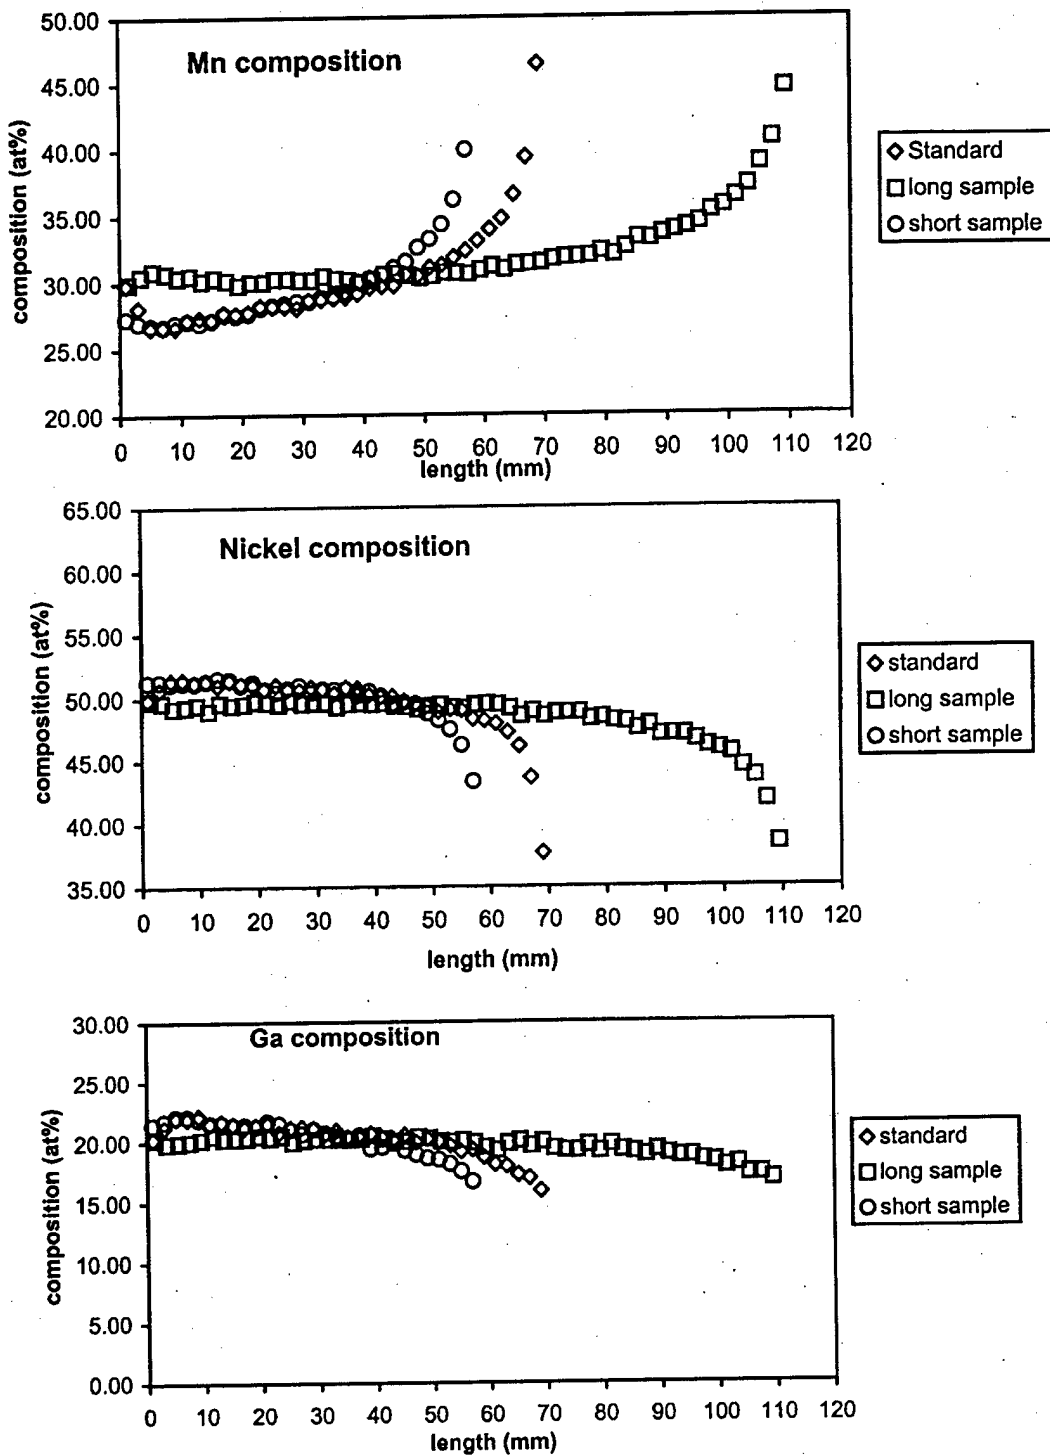 50.00
Mn composition
45.00
40.00
35.00
30.00
25.00
20.00
composition (at%)
0 10 20 30 40 50 60 70 80 90 100 110 120
length (mm)
Standard
long sample
short sample
65.00
Nickel composition
60.00
55.00
50.00
45.00
40.00
35.00
composition (at%)
0 10 20 30 40 50 60 70 80 90 100 110 120
length (mm)
standard
long sample
short sample
30.00
Ga composition
25.00
20.00
15.00
10.00
5.00
0.00
composition (at%)
0 10 20 30 40 50 60 70 80 90 100 110 120
length (mm)
standard
long sample
short sample